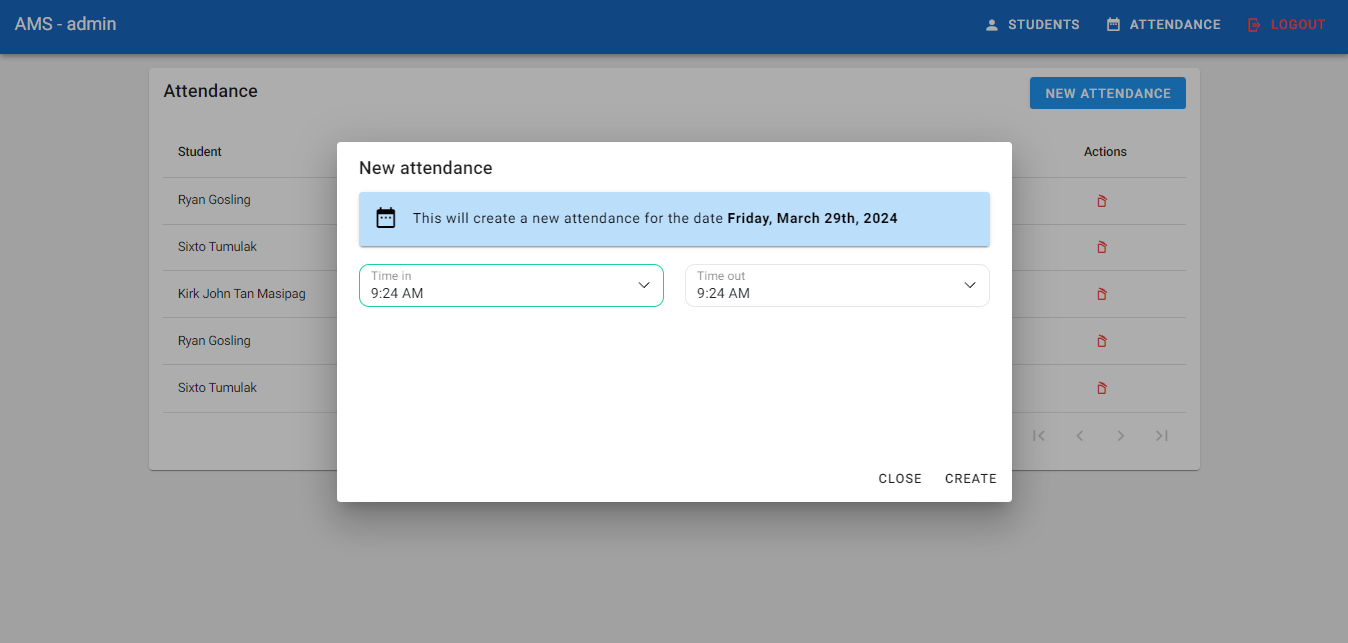 AMS - admin
STUDENTS
ATTENDANCE
LOGOUT
Attendance
NEW ATTENDANCE
Student
Actions
New attendance
This will create a new attendance for the date Friday, March 29th, 2024
Time in
9:24 AM
Time out
9:24 AM
Ryan Gosling
Sixto Tumulak
Kirk John Tan Masipag
Ryan Gosling
Sixto Tumulak
CLOSE
CREATE